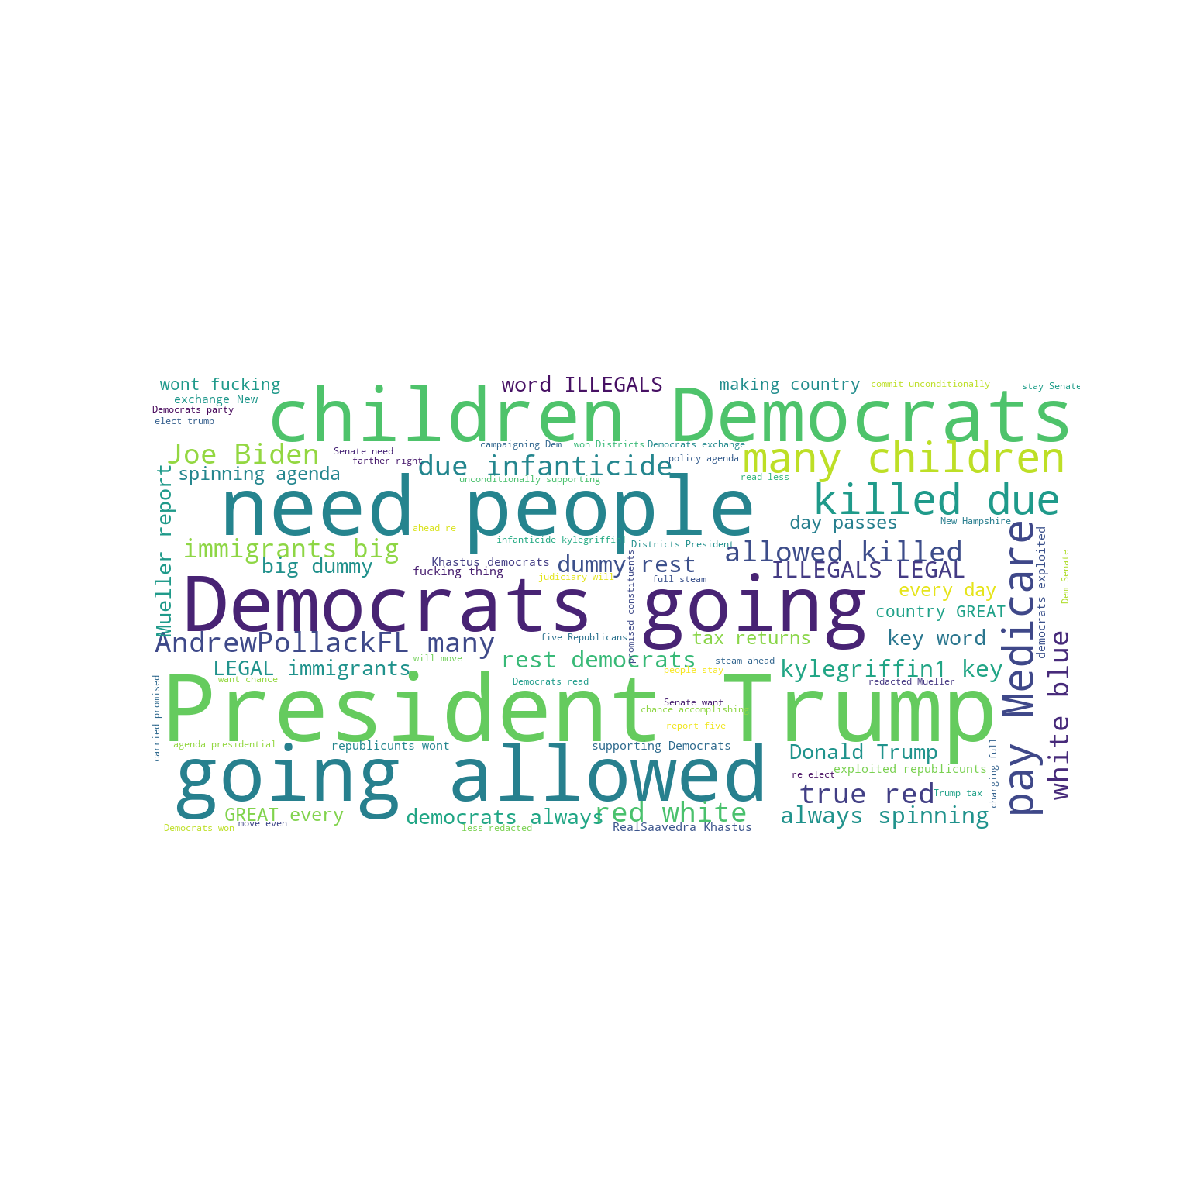 wont fucking
word ILLEGALS
making country
commit unconditionally
stay Senate
exchange New
children Democrats
Democrats party
elect trump
Joe Biden
Senate need
farther right
campaigning Dem
won Districts
Democrats exchange
policy agenda
many children
due infanticide
spinning agenda
unconditionally supporting
read less
need people
killed due
Mueller report
ahead re
day passes
New Hampshire
immigrants big
infanticide kylegriffin
Districts President
allowed killed
big dummy
Khastus democrats
fucking thing
dummy rest
judiciary will
full steam
ILLEGALS LEGAL
pay Medicare
democrats exploited
Dem Senate
Democrats going
every day
country GREAT
promised constituents
AndrewPollackFL many
five Republicans
tax returns
key word
white blue
LEGAL immigrants
will move
rest democrats
steam ahead
people stay
kylegriffin1 key
want chance
Democrats read
redacted Mueller
carried promised
President Trump
Senate want
chance accomplishing
report five
agenda presidential
republicunts wont
supporting Democrats
Donald Trump
going allowed
re elect
exploited republicunts
true red
Trump tax
GREAT every
democrats always
red white
always spinning
Democrats won
move even
less redacted
RealSaavedra Khastus